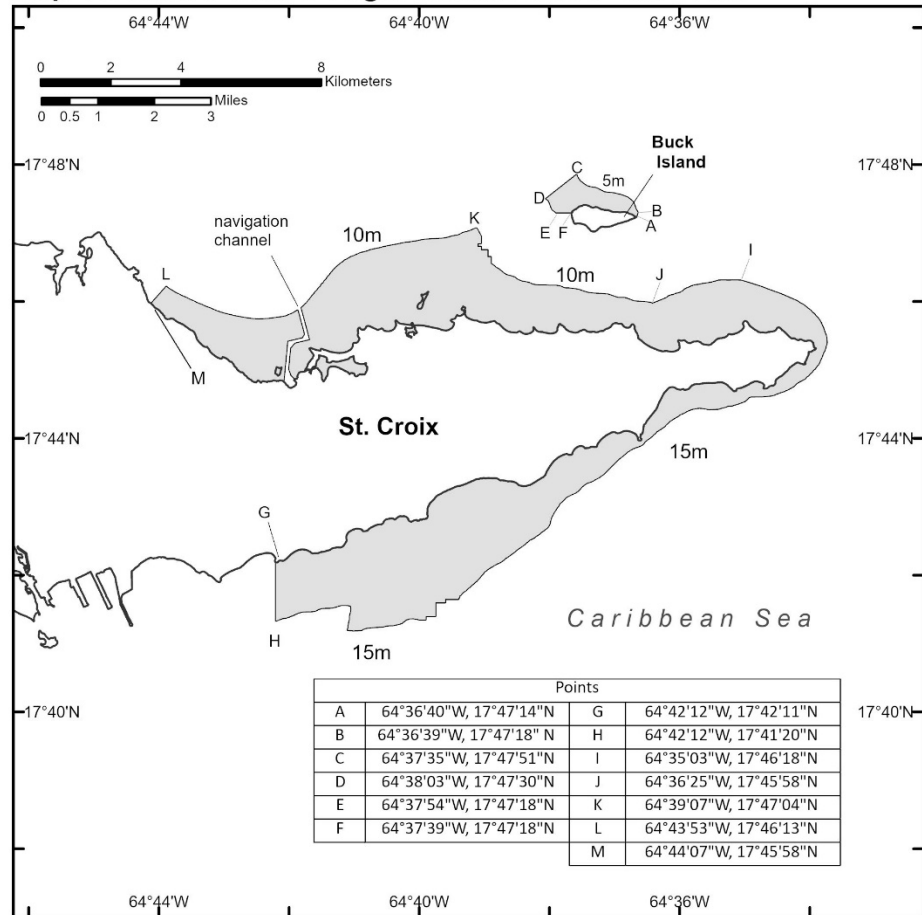 64°44'W 64°40'W 64°36'W
0 2 4 8
Kilometers
Miles
0 0.5 1 2 3
Buck
Island
17°48'N 17°48'N
C
5m
D
B
A
E F
navigation
channel
K
10m
I
L
10m
J
M
St. Croix
17°44'N 17°44'N
15m
G
Caribbean Sea
H
15m
Points
A 64°36'40"W, 17°47'14"N G 64°42'12"W, 17°42'11"N
B 64°36'39"W, 17°47'18" N H 64°42'12"W, 17°41'20"N
C 64°37'35"W, 17°47'51"N I 64°35'03"W, 17°46'18"N
D 64°38'03"W, 17°47'30"N J 64°36'25"W, 17°45'58"N
E 64°37'54"W, 17°47'18"N K 64°39'07"W, 17°47'04"N
F 64°37'39"W, 17°47'18"N L 64°43'53"W, 17°46'13"N
M 64°44'07"W, 17°45'58"N
17°40'N 17°40'N
64°44'W 64°40'W 64°36'W